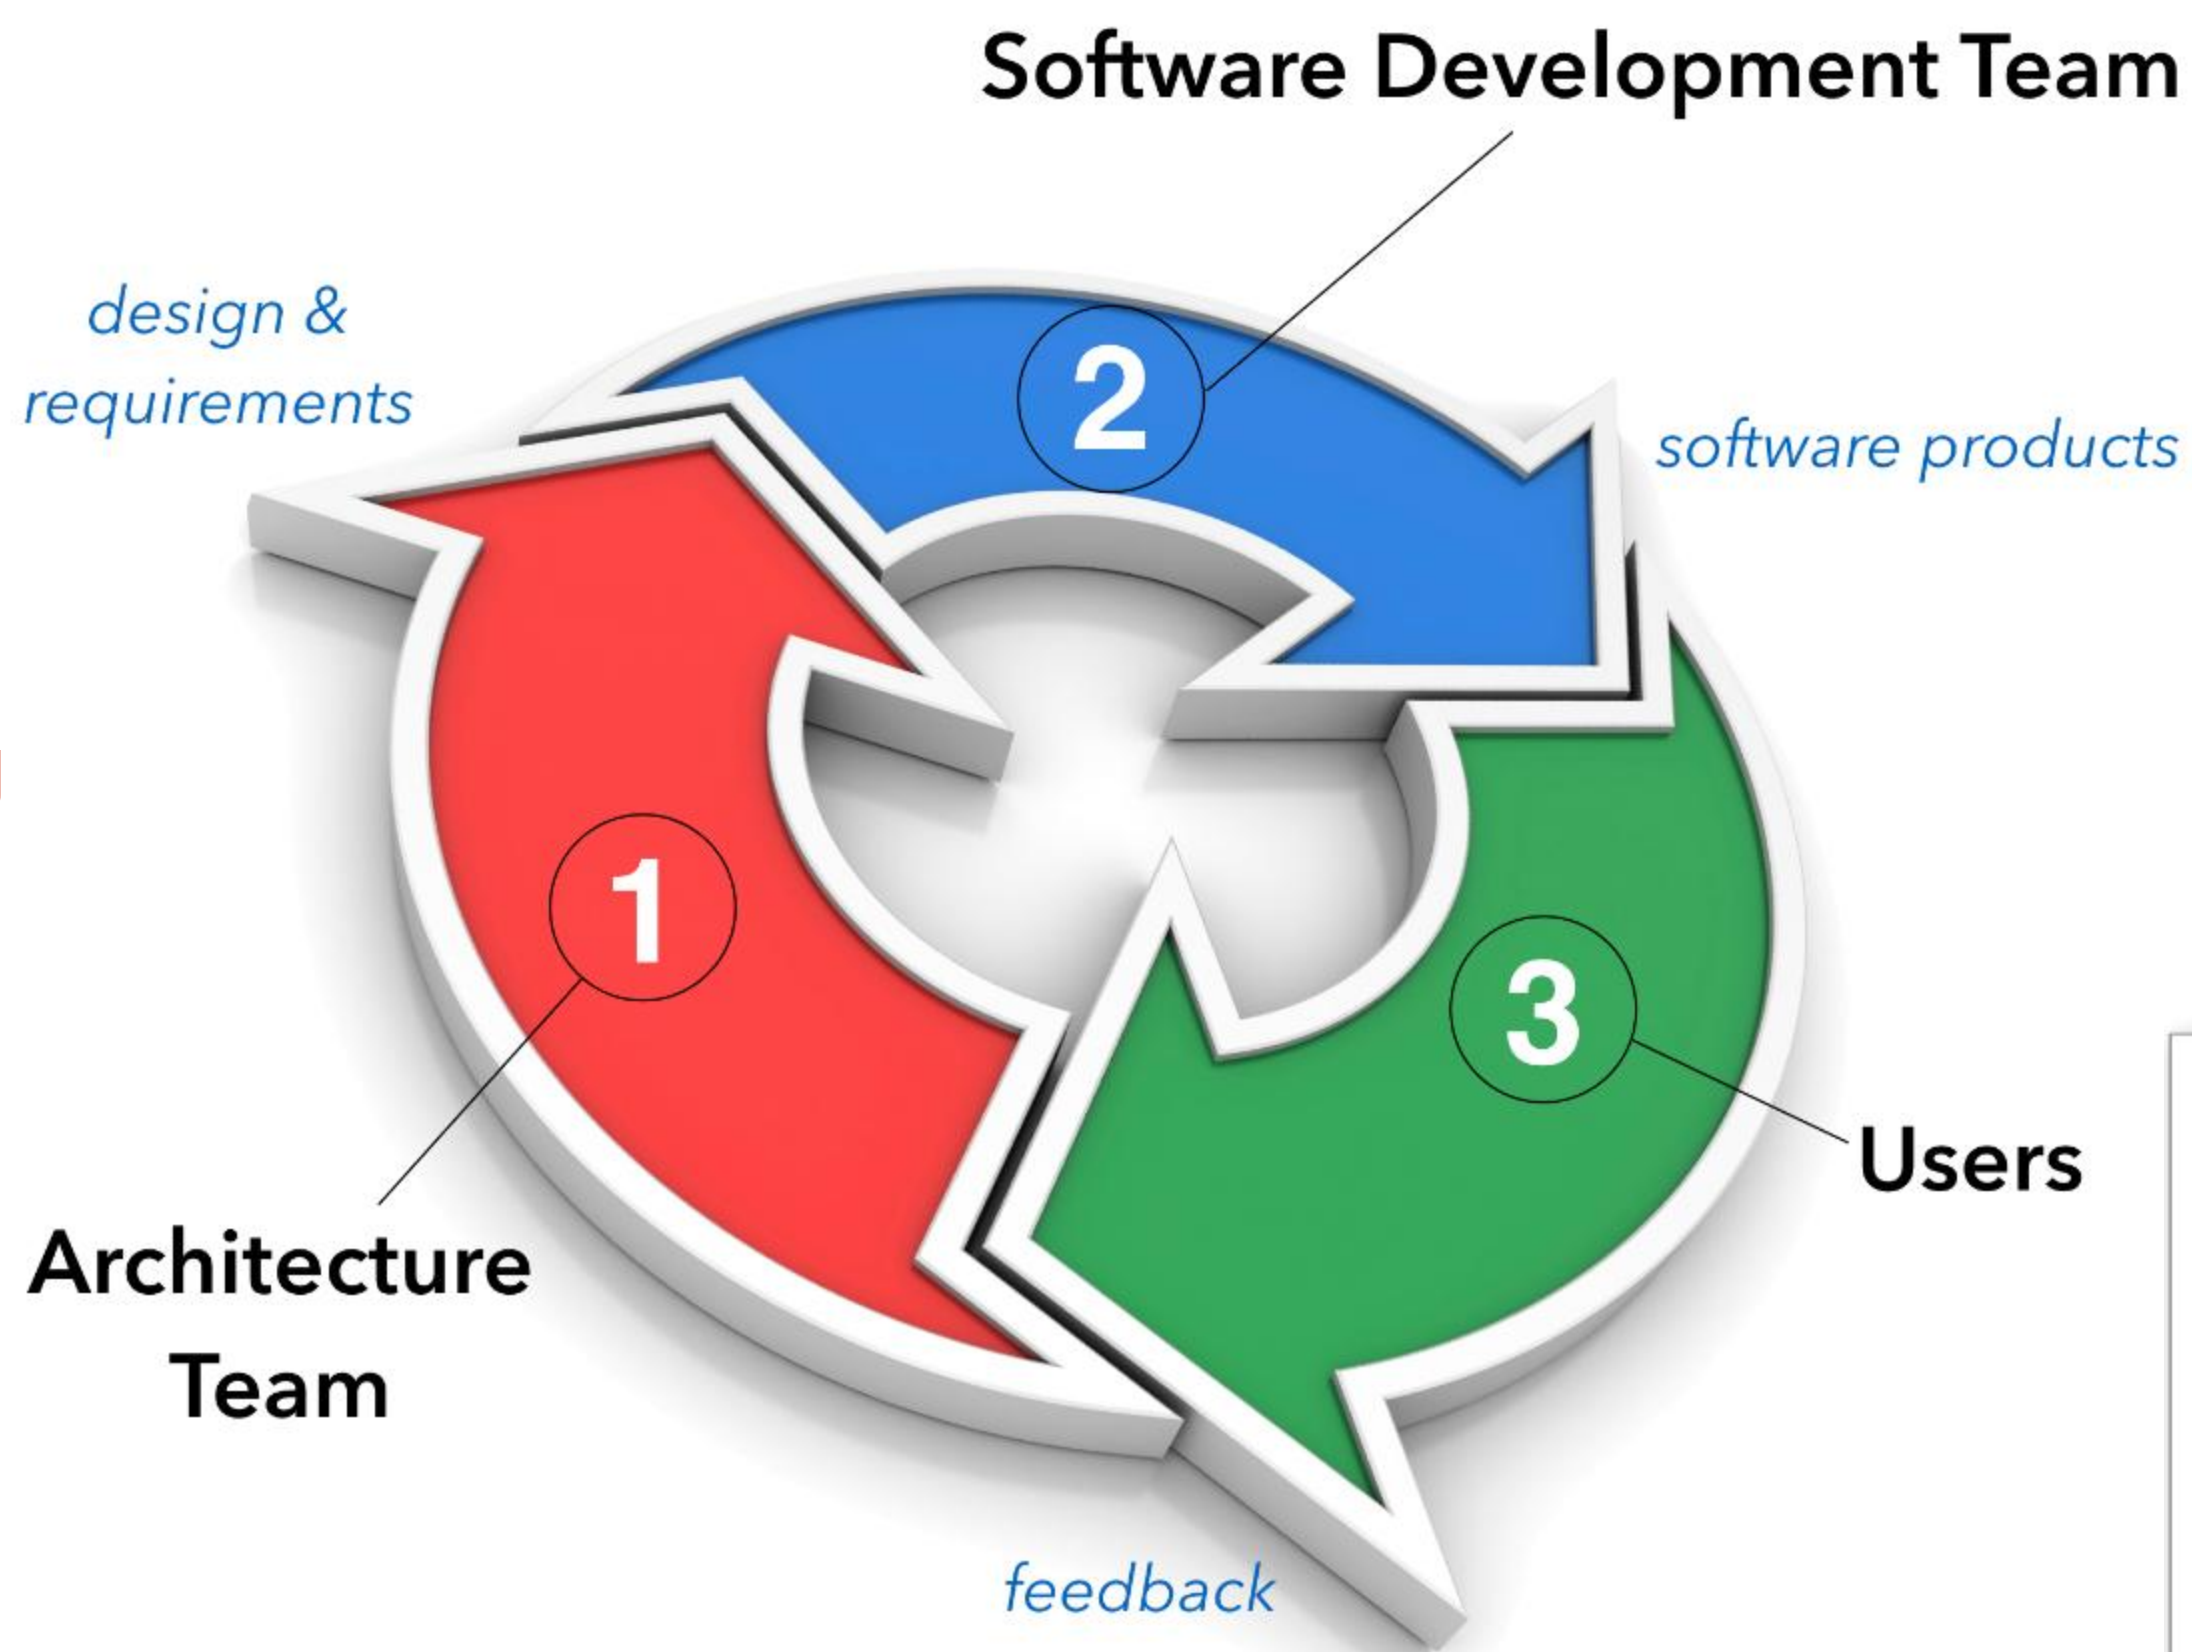 Software Development Team
design &
requirements
2
software products
1
3
Users
Architecture
Team
feedback